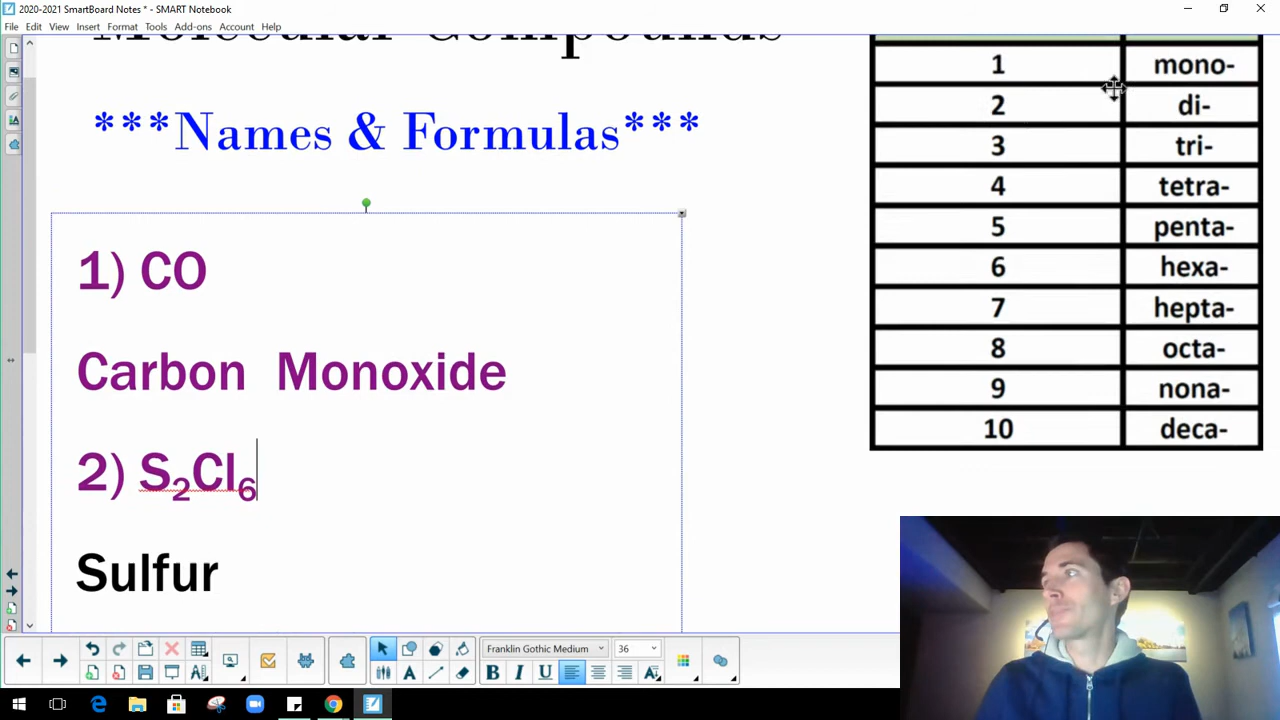 2020-2021 SmartBoard Notes * - SMART Notebook
File Edit View Insert Format Tools Add-ons Account Help
Molecular Compounds
***Names & Formulas***
1) CO
Carbon Monoxide
2) S₂Cl₆
Sulfur
1 mono-
2 di-
3 tri-
4 tetra-
5 penta-
6 hexa-
7 hepta-
8 octa-
9 nona-
10 deca-
Franklin Gothic Medium 36
B I U